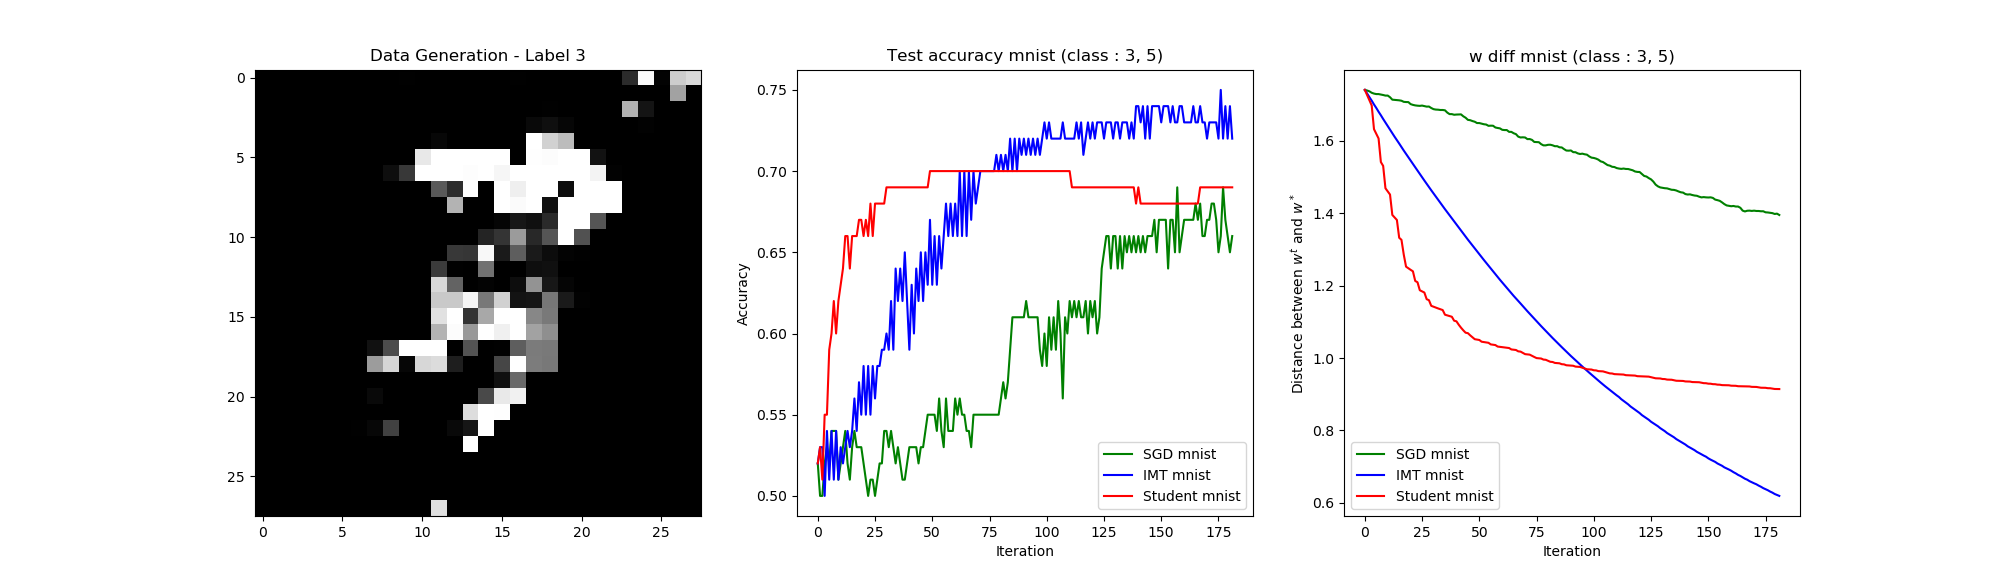 Data Generation - Label 3
0
5
10
15
20
25
0 5 10 15 20 25
Test accuracy mnist (class : 3, 5)
Accuracy
0.75
0.70
0.65
0.60
0.55
0.50
SGD mnist
IMT mnist
Student mnist
0 25 50 75 100 125 150 175
Iteration
w diff mnist (class : 3, 5)
Distance between w^t and w^*
1.6
1.4
1.2
1.0
0.8
0.6
SGD mnist
IMT mnist
Student mnist
0 25 50 75 100 125 150 175
Iteration